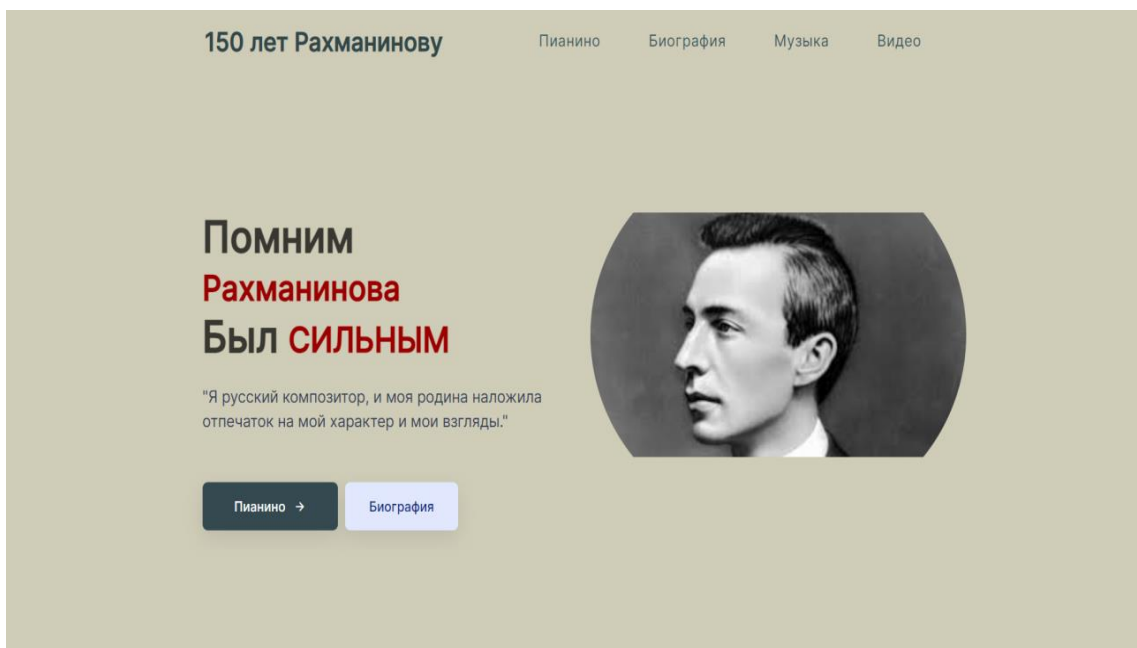 150 лет Рахманинову
Пианино Биография Музыка Видео
Помним
Рахманинова
Был сильным
"Я русский композитор, и моя родина наложила
отпечаток на мой характер и мои взгляды."
Пианино →
Биография